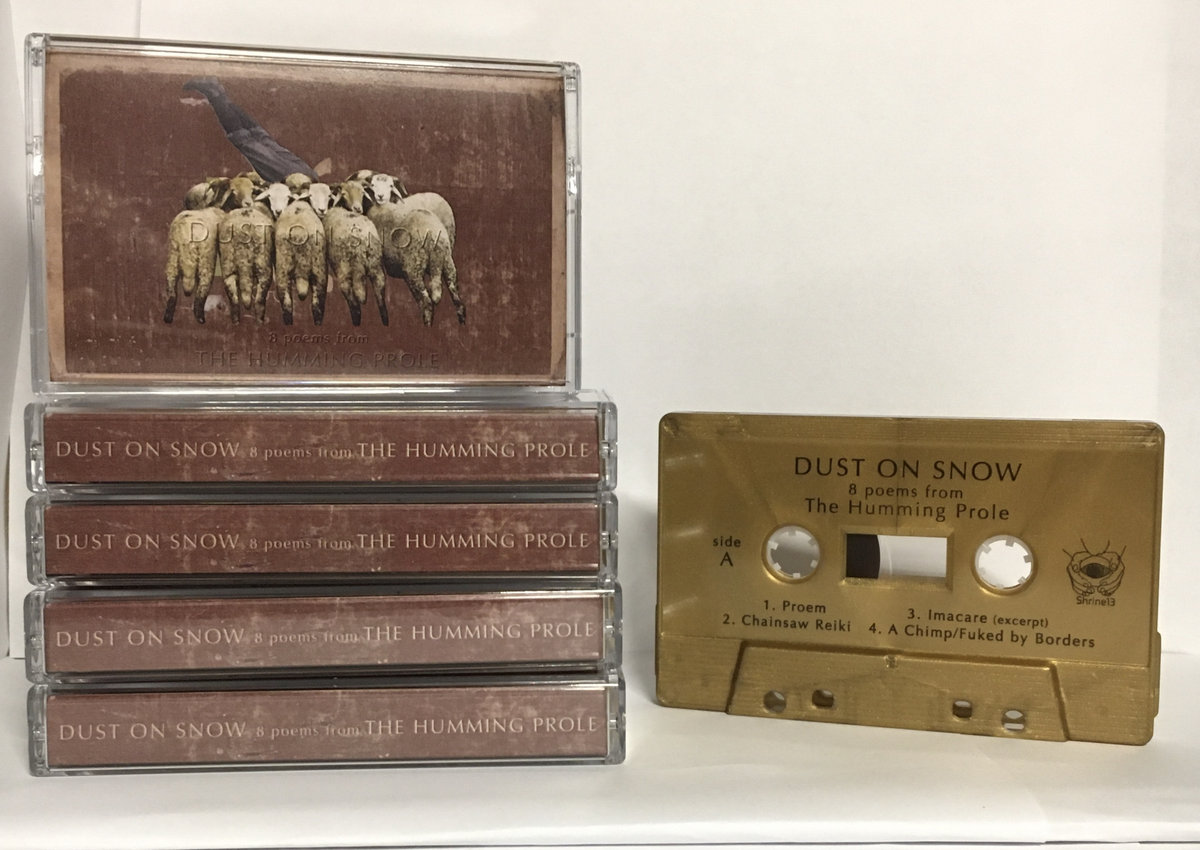 DUST ON SNOW
8 poems from
THE HUMMING PROLE
DUST ON SNOW 8 poems from THE HUMMING PROLE
DUST ON SNOW 8 poems from THE HUMMING PROLE
DUST ON SNOW 8 poems from THE HUMMING PROLE
DUST ON SNOW 8 poems from THE HUMMING PROLE
DUST ON SNOW
8 poems from
The Humming Prole
side
A
1. Proem
2. Chainsaw Reiki
3. Imacare (excerpt)
4. A Chimp/Fuked by Borders
Shrine13